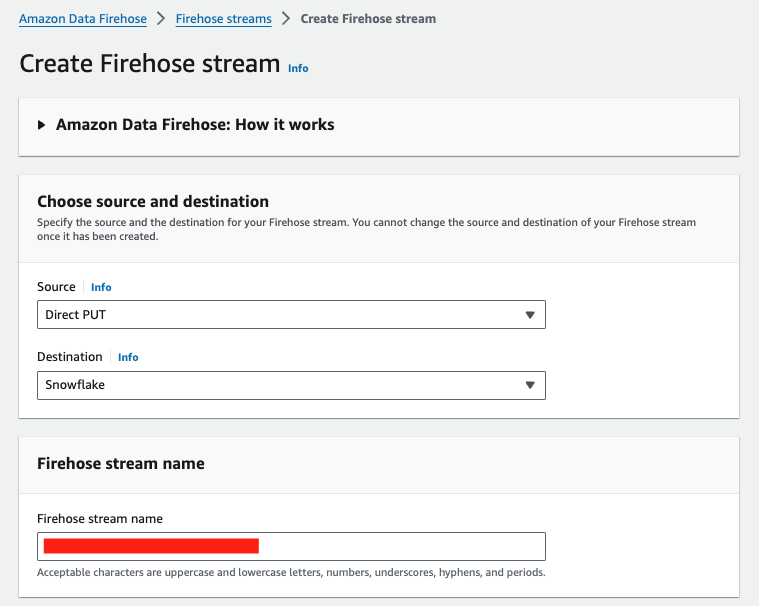 Amazon Data Firehose > Firehose streams > Create Firehose stream
Create Firehose stream Info
Amazon Data Firehose: How it works
Choose source and destination
Specify the source and the destination for your Firehose stream. You cannot change the source and destination of your Firehose stream
once it has been created.
Source Info
Direct PUT
Destination Info
Snowflake
Firehose stream name
Firehose stream name
Acceptable characters are uppercase and lowercase letters, numbers, underscores, hyphens, and periods.